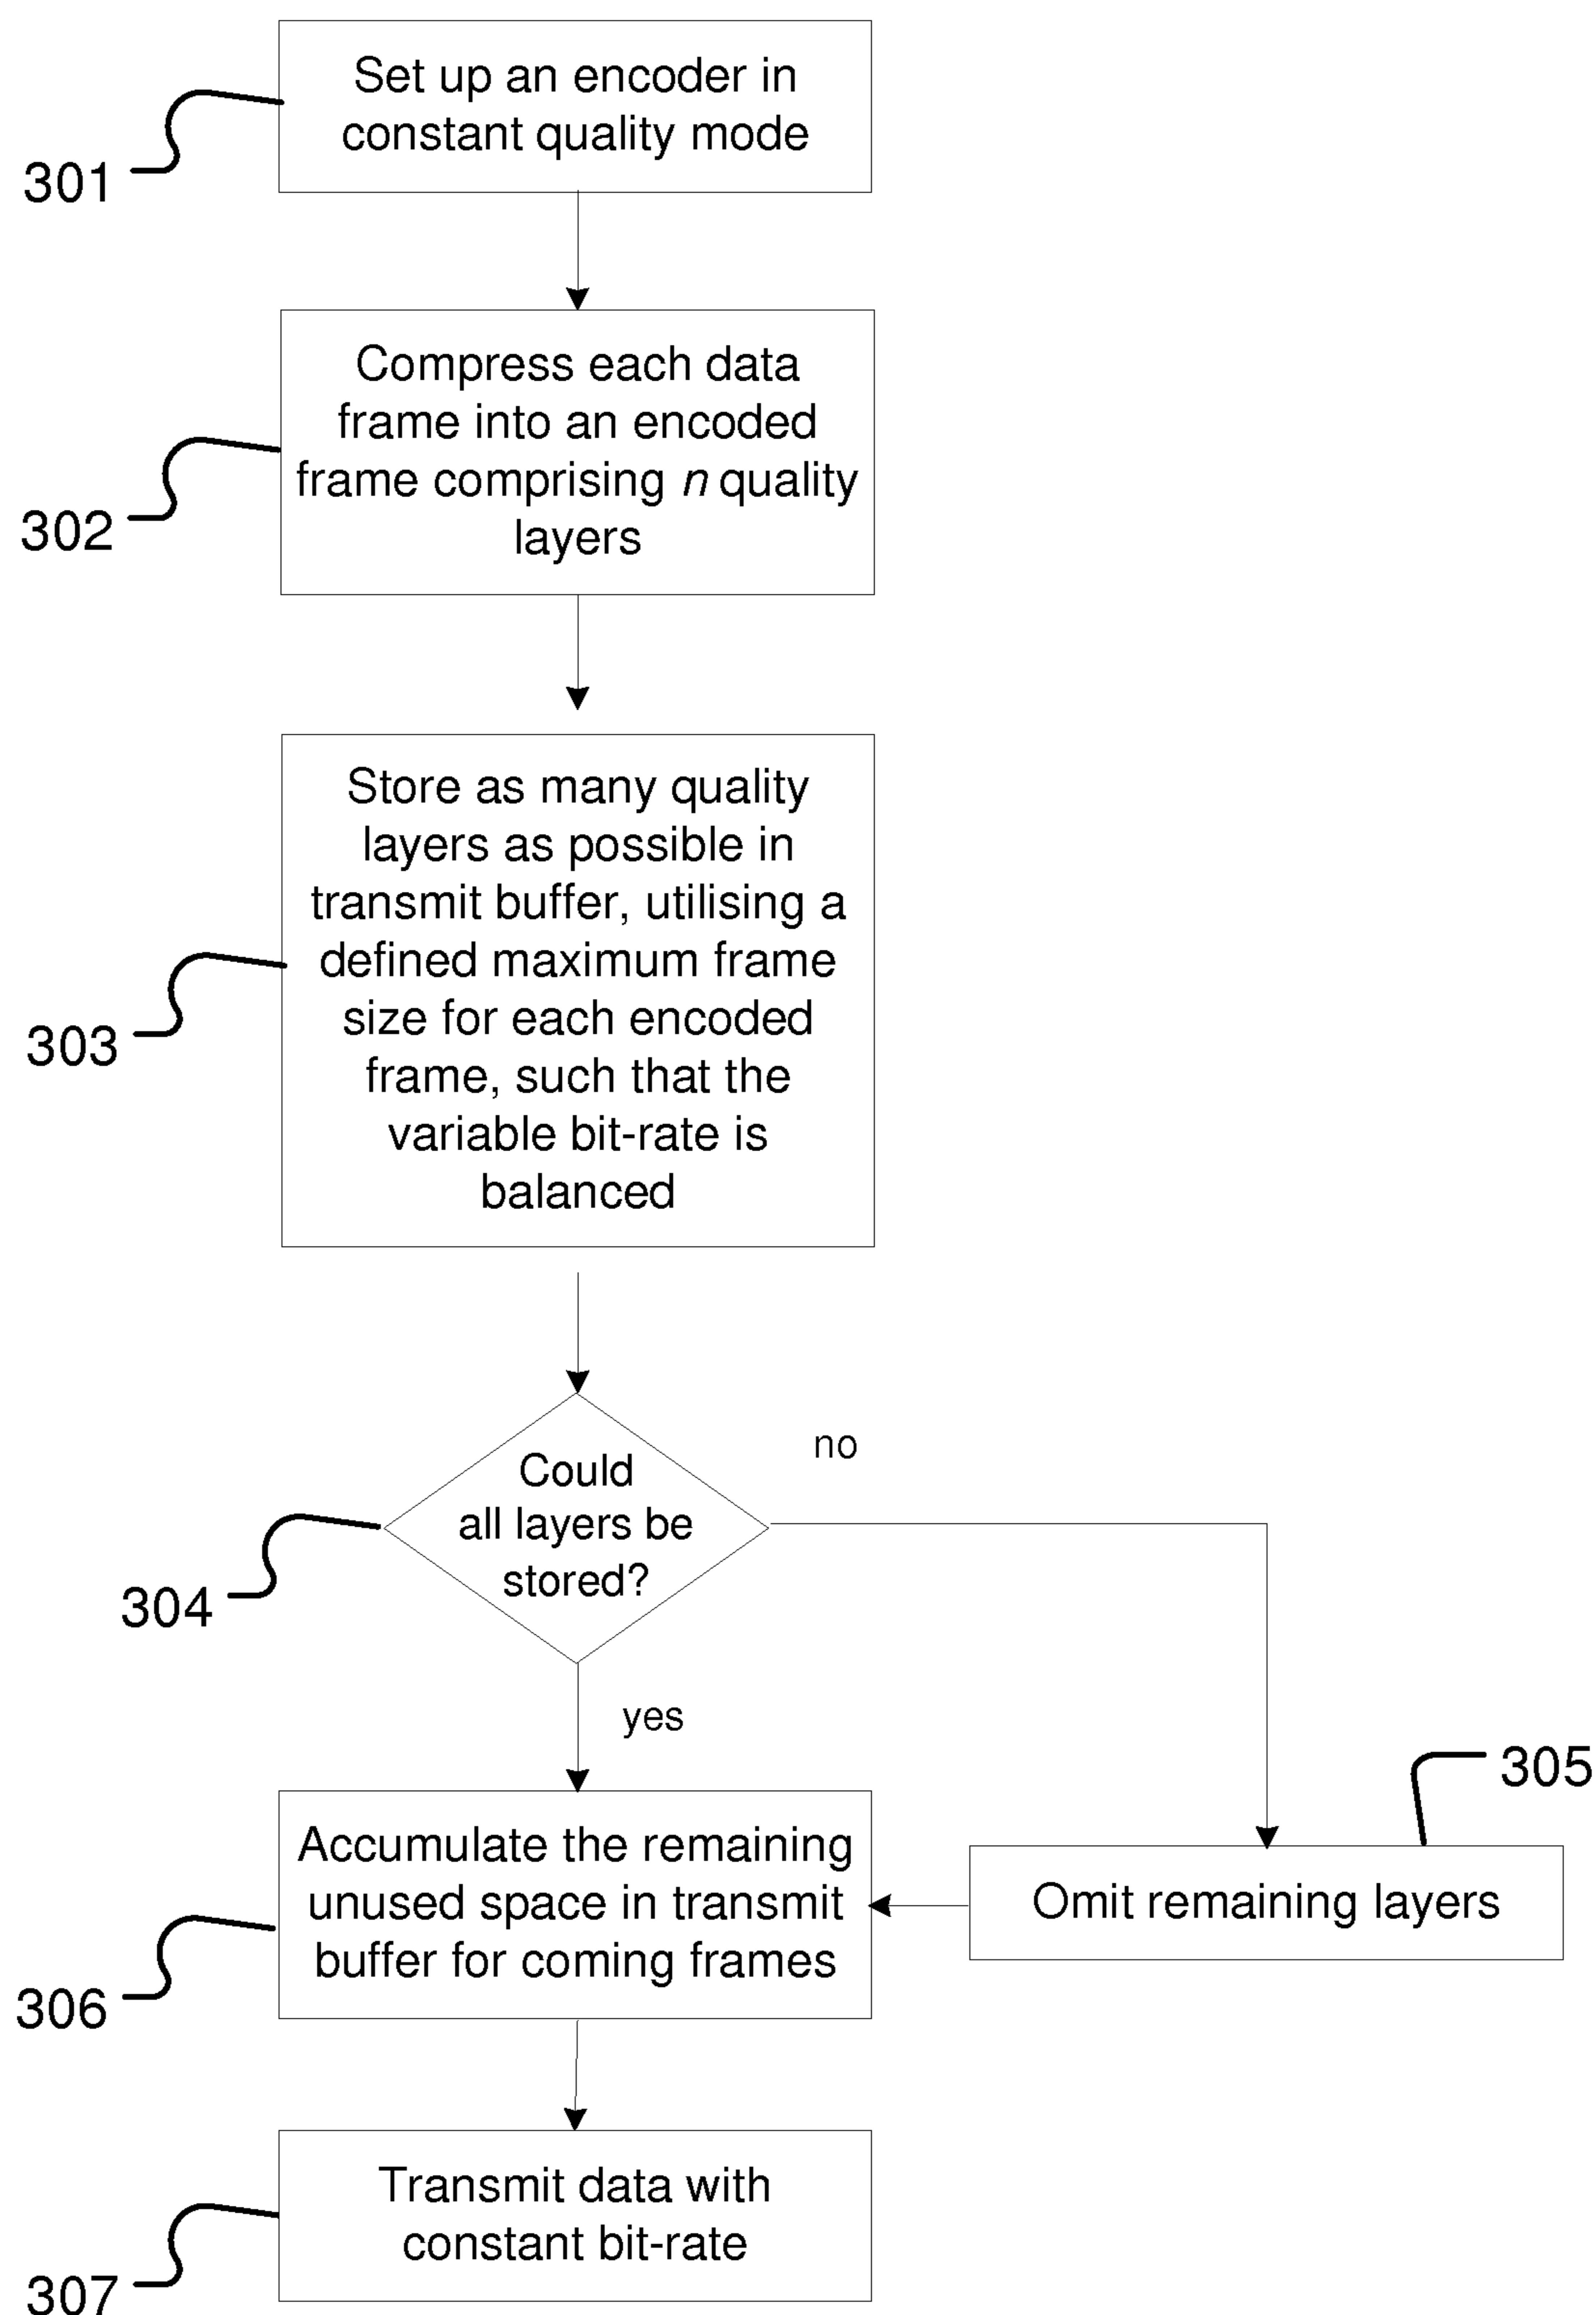 Set up an encoder in
constant quality mode
301
Compress each data
frame into an encoded
frame comprising n quality
layers
302
Store as many quality
layers as possible in
transmit buffer, utilising a
defined maximum frame
size for each encoded
frame, such that the
variable bit-rate is
balanced
303
Could
all layers be
stored?
no
304
yes
305
Accumulate the remaining
unused space in transmit
buffer for coming frames
Omit remaining layers
306
Transmit data with
constant bit-rate
307